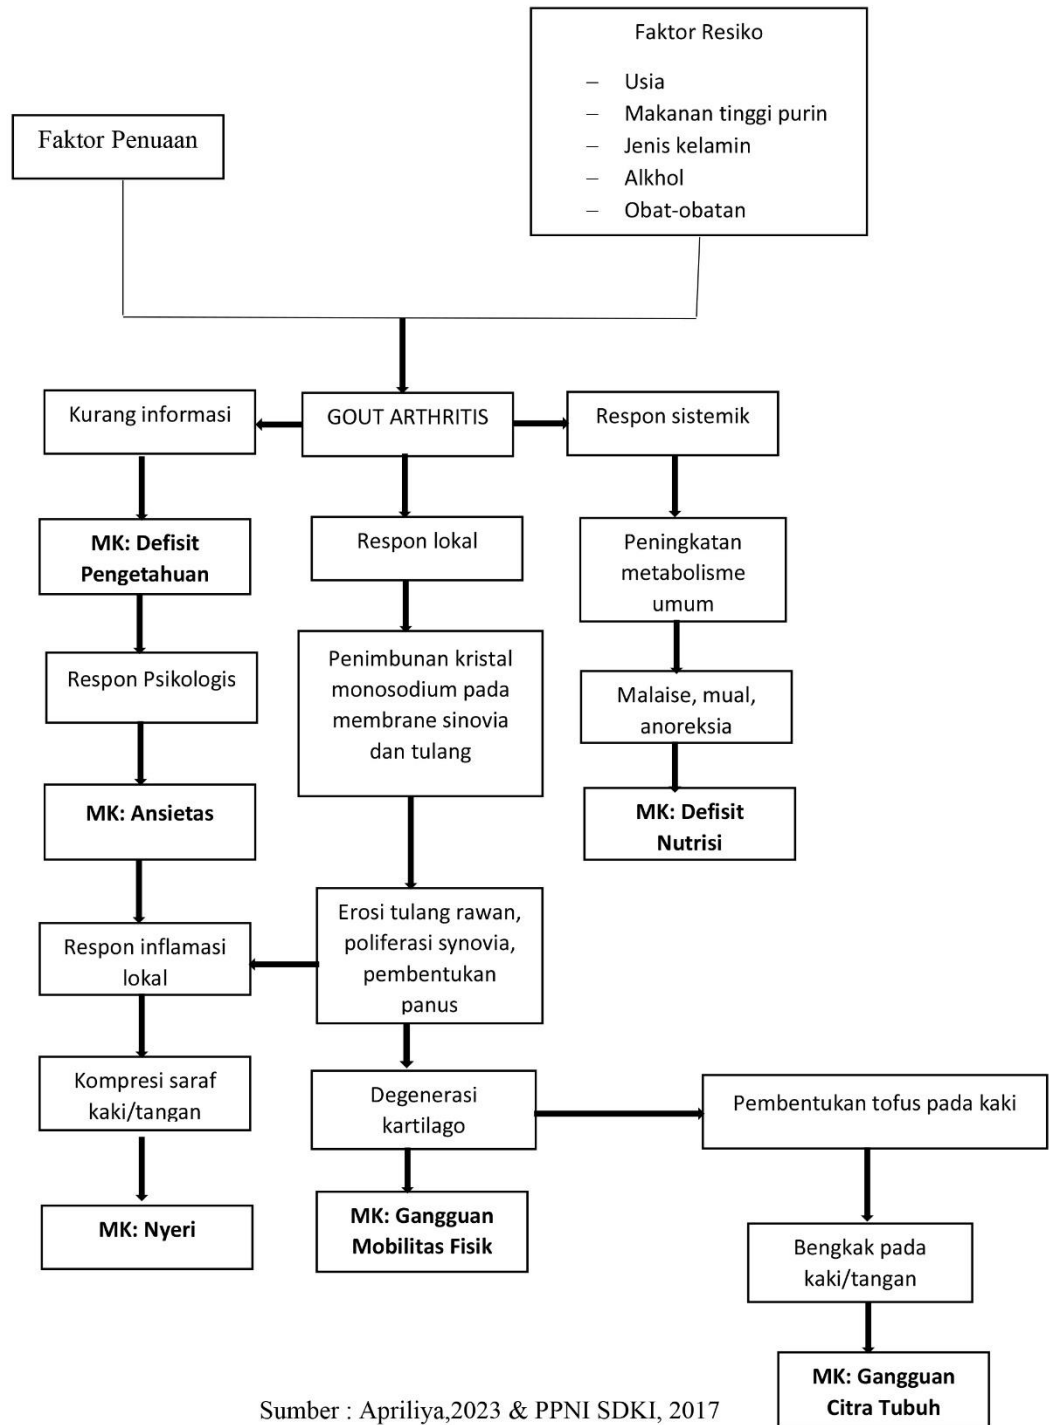 Faktor Resiko
– Usia
– Makanan tinggi purin
– Jenis kelamin
– Alkhol
– Obat-obatan
Faktor Penuaan
Kurang informasi
GOUT ARTHRITIS
Respon sistemik
MK: Defisit
Pengetahuan
Respon lokal
Peningkatan
metabolisme
umum
Respon Psikologis
Penimbunan kristal
monosodium pada
membrane sinovia
dan tulang
Malaise, mual,
anoreksia
MK: Ansietas
MK: Defisit
Nutrisi
Respon inflamasi
lokal
Erosi tulang rawan,
poliferasi synovia,
pembentukan
panus
Kompresi saraf
kaki/tangan
Degenerasi
kartilago
Pembentukan tofus pada kaki
MK: Nyeri
MK: Gangguan
Mobilitas Fisik
Bengkak pada
kaki/tangan
MK: Gangguan
Citra Tubuh
Sumber : Apriliya,2023 & PPNI SDKI, 2017